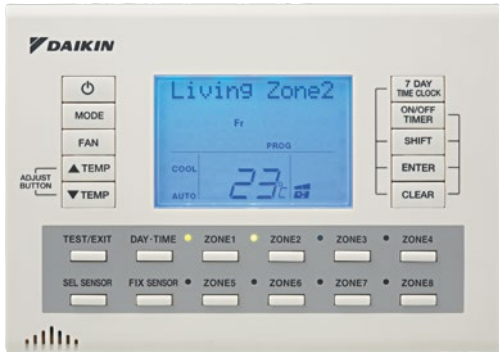 DAIKIN
MODE
FAN
▲TEMP
▼TEMP
ADJUST
BUTTON
Living Zone2
Fr
PROG
COOL
AUTO
23℃
7 DAY
TIME CLOCK
ON/OFF
TIMER
SHIFT
ENTER
CLEAR
TEST/EXIT DAY·TIME ZONE1 ZONE2 ZONE3 ZONE4
SEL SENSOR FIX SENSOR ZONE5 ZONE6 ZONE7 ZONE8